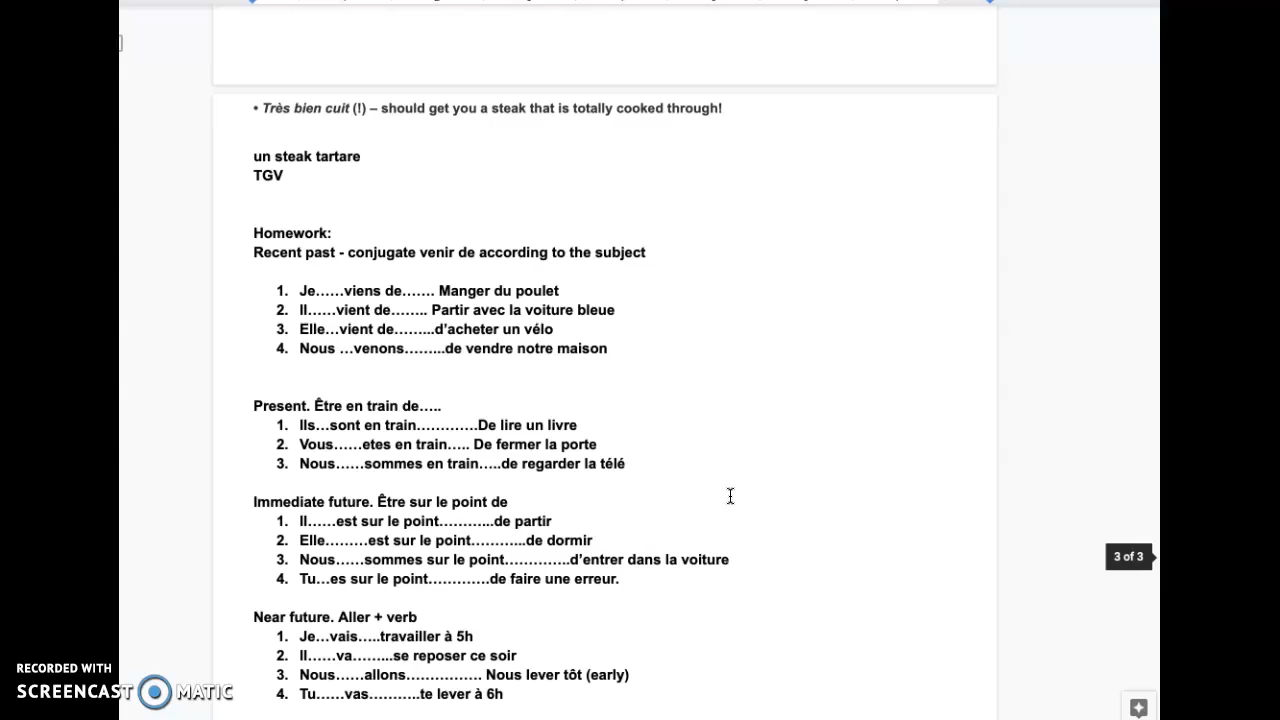 • Très bien cuit (!) – should get you a steak that is totally cooked through!
un steak tartare
TGV
Homework:
Recent past - conjugate venir de according to the subject
1. Je……viens de……. Manger du poulet
2. Il……vient de…….. Partir avec la voiture bleue
3. Elle…vient de……...d’acheter un vélo
4. Nous …venons……...de vendre notre maison
Present. Être en train de…..
1. Ils…sont en train………….De lire un livre
2. Vous……etes en train….. De fermer la porte
3. Nous……sommes en train…..de regarder la télé
Immediate future. Être sur le point de
1. Il……est sur le point………...de partir
2. Elle………est sur le point………..de dormir
3. Nous……sommes sur le point…………..d’entrer dans la voiture
4. Tu…es sur le point………….de faire une erreur.
3 of 3
Near future. Aller + verb
1. Je…vais…..travailler à 5h
2. Il……va……...se reposer ce soir
3. Nous……allons……………. Nous lever tôt (early)
4. Tu……vas………..te lever à 6h
RECORDED WITH
SCREENCAST MATIC